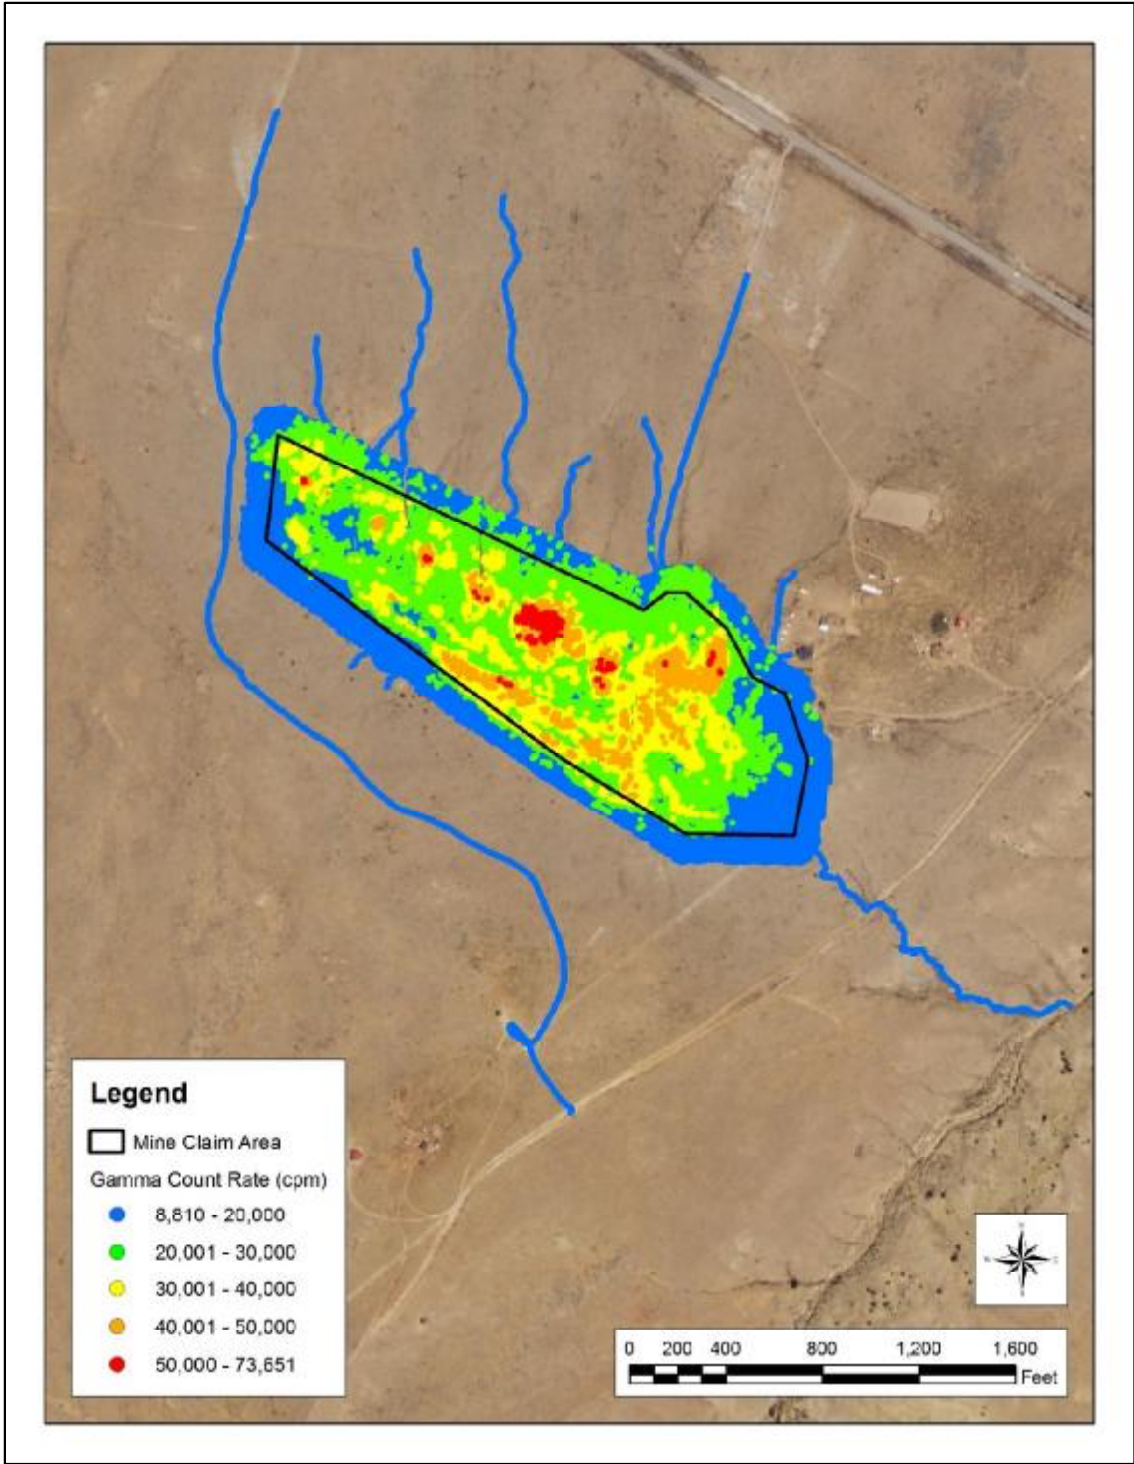 Legend
Mine Claim Area
Gamma Count Rate (cpm)
8,810 - 20,000
20,001 - 30,000
30,001 - 40,000
40,001 - 50,000
50,000 - 73,651
0 200 400 800 1,200 1,600
Feet